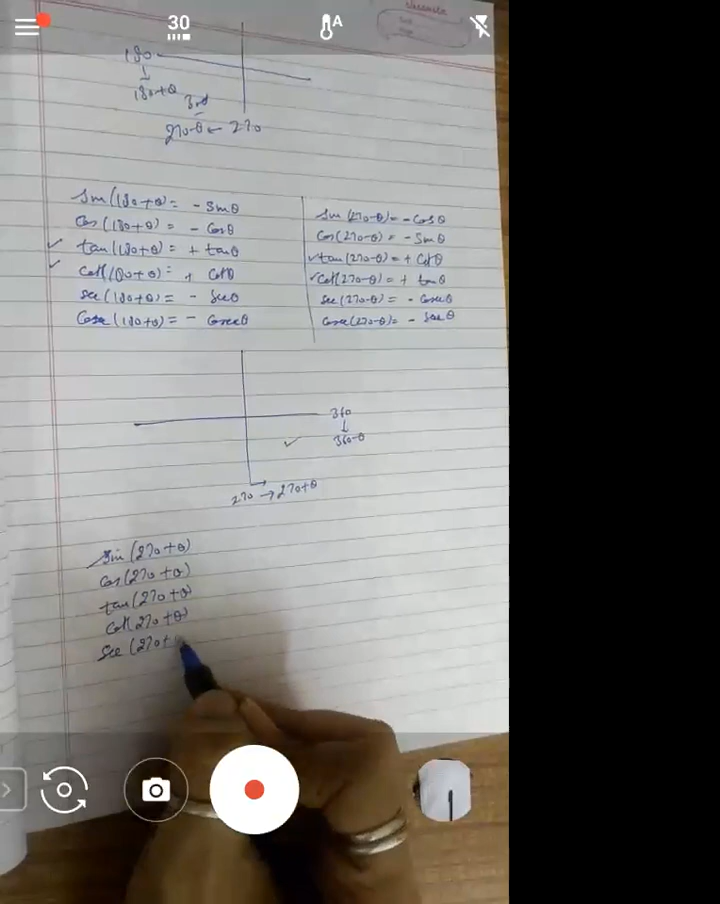 30
A
180
180+θ
3rd
270-θ ← 270
Sin(180+θ)= - Sinθ
Cos(180+θ)= - Cosθ
tan(180+θ)= + tanθ
Cot(180+θ)= + Cotθ
Sec(180+θ)= - Secθ
Cosec(180+θ)= - Cosecθ
Sin(270-θ)= -Cosθ
Cos(270-θ)= -Sinθ
tan(270-θ)= + Cotθ
Cot(270-θ)= + tanθ
Sec(270-θ)= - Cosecθ
Cosec(270-θ)= - Secθ
360
360-θ
270 → 270+θ
Sin(270+θ)
Cos(270+θ)
tan(270+θ)
Cot(270+θ)
Sec(270+